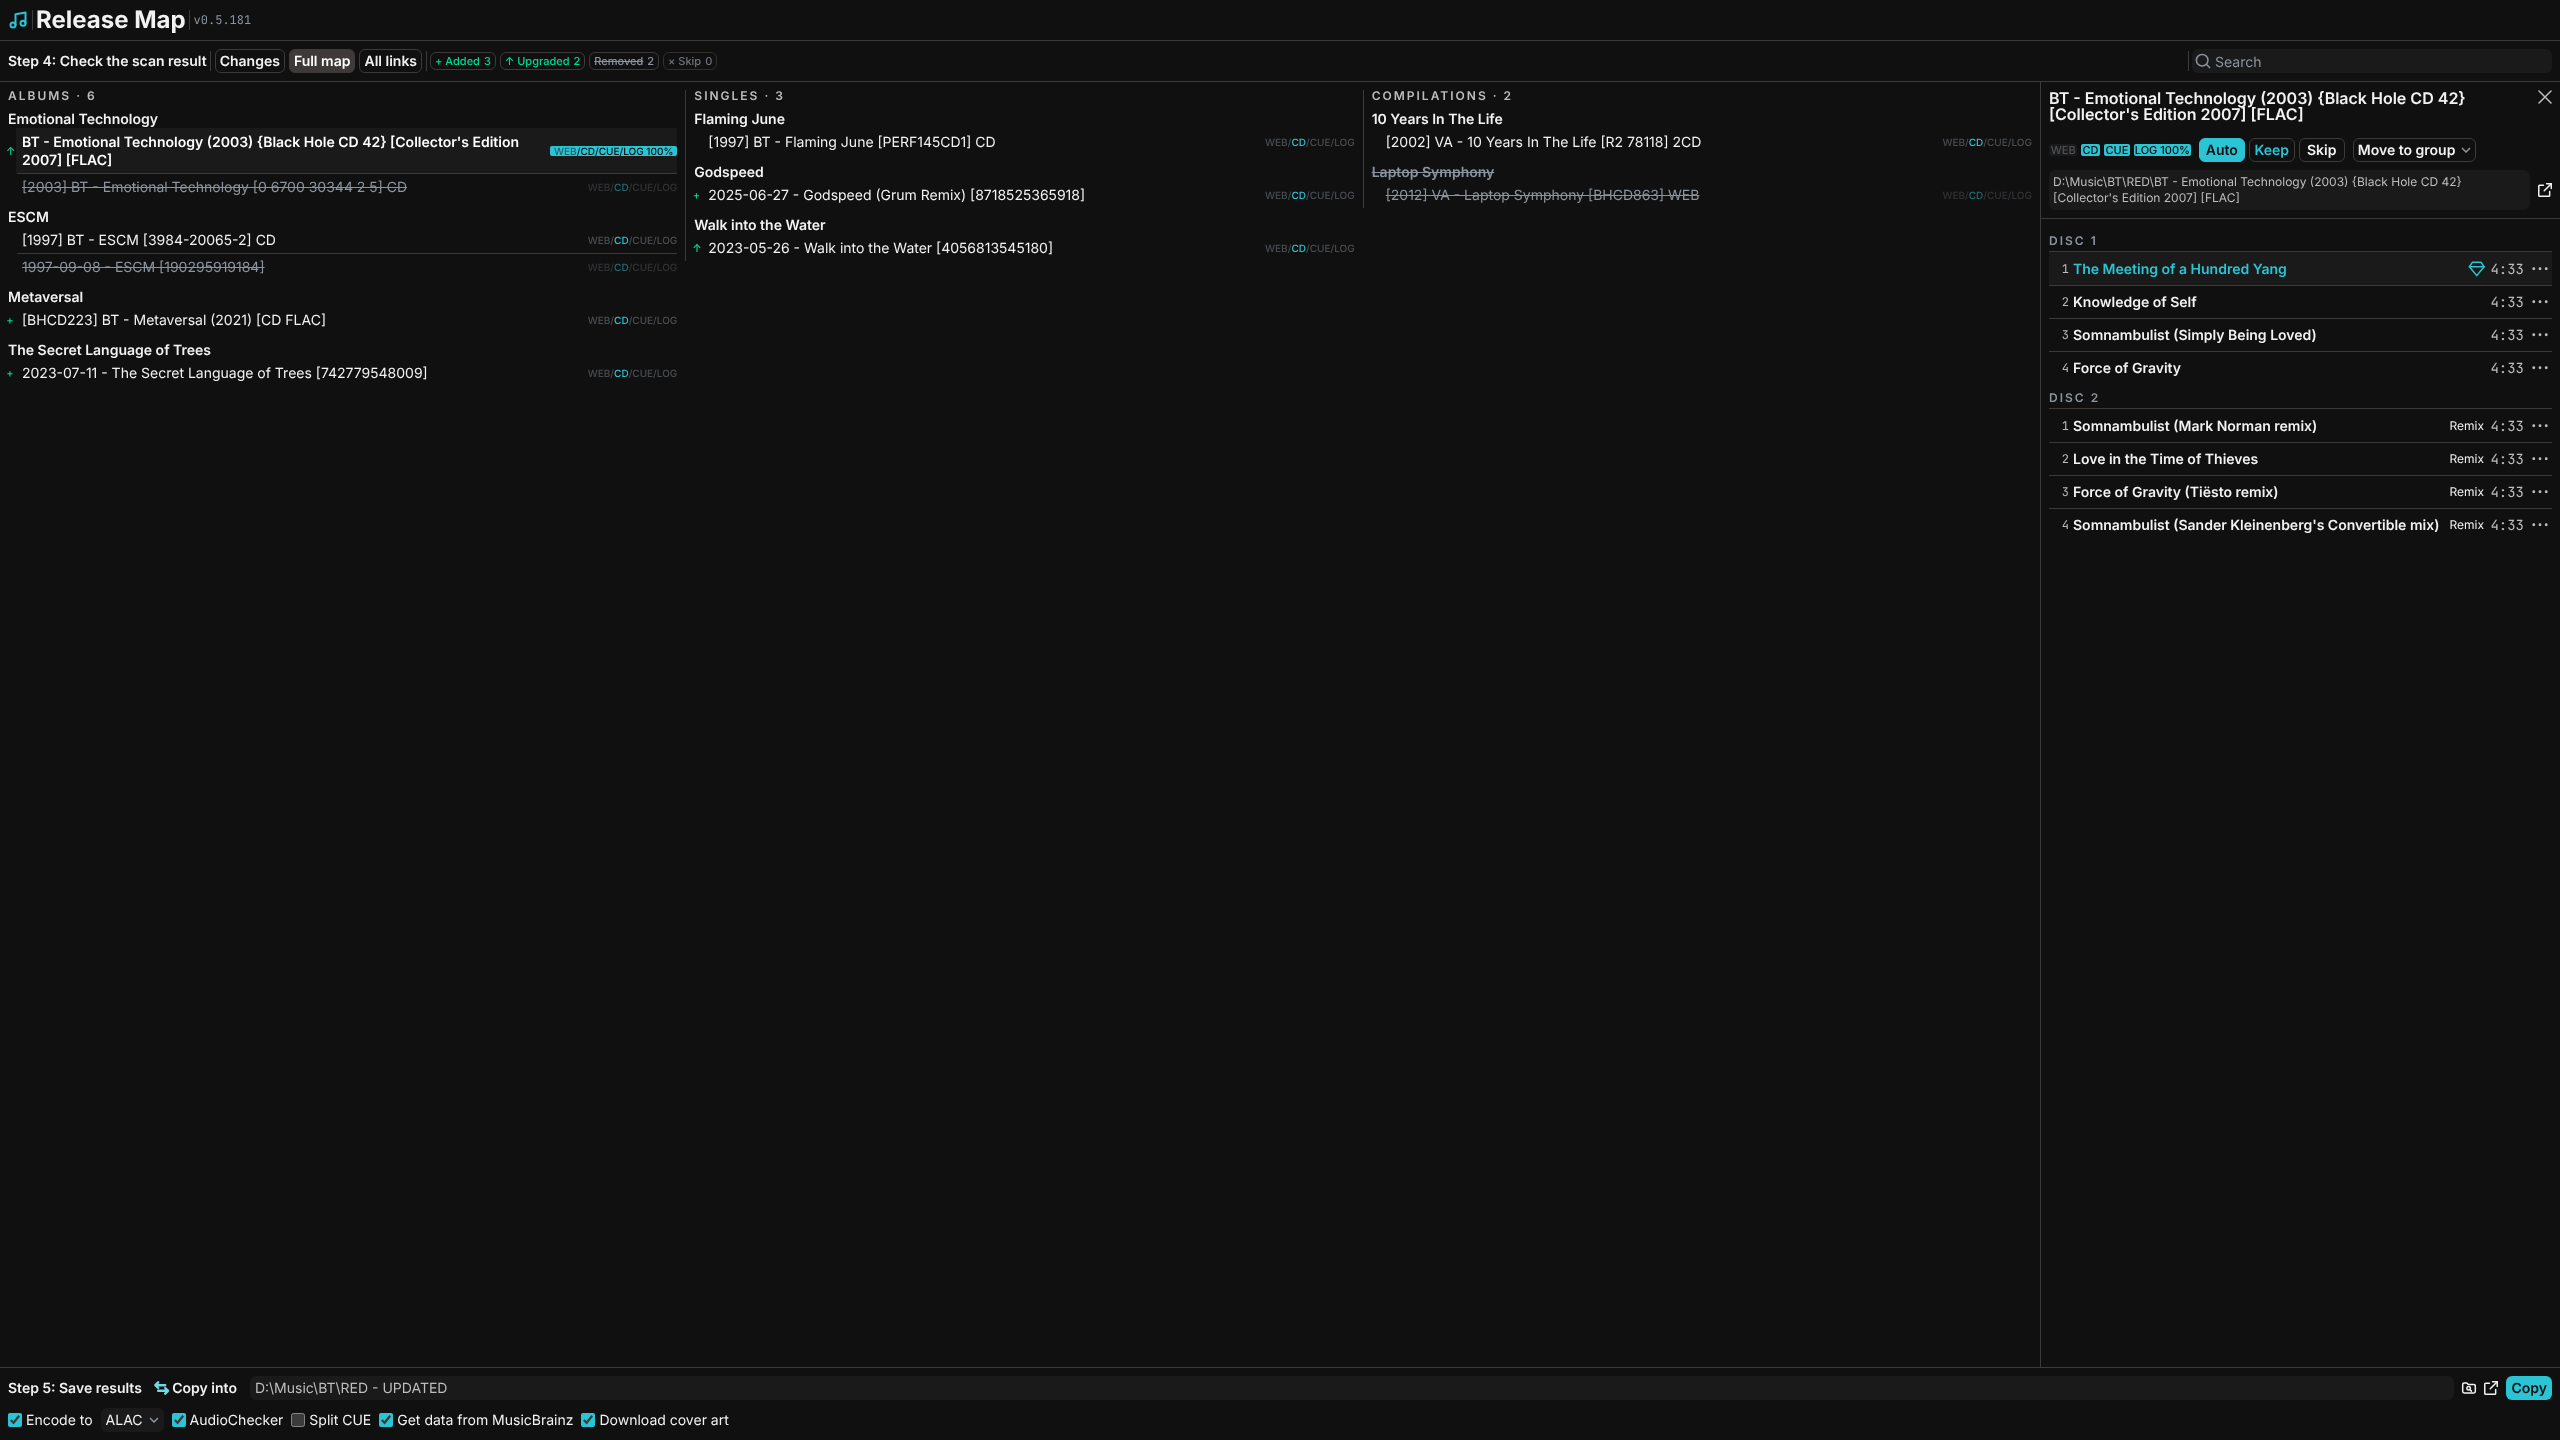 Release Map v0.5.181
Step 4: Check the scan result Changes Full map All links + Added 3 ↑ Upgraded 2 Removed 2 × Skip 0 Search
ALBUMS · 6
Emotional Technology
↑ BT - Emotional Technology (2003) {Black Hole CD 42} [Collector's Edition
2007] [FLAC] WEB/CD/CUE/LOG 100%
[2003] BT - Emotional Technology [0 6700 30344 2 5] CD WEB/CD/CUE/LOG
ESCM
[1997] BT - ESCM [3984-20065-2] CD WEB/CD/CUE/LOG
1997-09-08 - ESCM [190295919184] WEB/CD/CUE/LOG
Metaversal
+ [BHCD223] BT - Metaversal (2021) [CD FLAC] WEB/CD/CUE/LOG
The Secret Language of Trees
+ 2023-07-11 - The Secret Language of Trees [742779548009] WEB/CD/CUE/LOG
SINGLES · 3
Flaming June
[1997] BT - Flaming June [PERF145CD1] CD WEB/CD/CUE/LOG
Godspeed
+ 2025-06-27 - Godspeed (Grum Remix) [8718525365918] WEB/CD/CUE/LOG
Walk into the Water
↑ 2023-05-26 - Walk into the Water [4056813545180] WEB/CD/CUE/LOG
COMPILATIONS · 2
10 Years In The Life
[2002] VA - 10 Years In The Life [R2 78118] 2CD WEB/CD/CUE/LOG
Laptop Symphony
[2012] VA - Laptop Symphony [BHCD863] WEB WEB/CD/CUE/LOG
BT - Emotional Technology (2003) {Black Hole CD 42}
[Collector's Edition 2007] [FLAC]
WEB CD CUE LOG 100% Auto Keep Skip Move to group
D:\Music\BT\RED\BT - Emotional Technology (2003) {Black Hole CD 42}
[Collector's Edition 2007] [FLAC]
DISC 1
1 The Meeting of a Hundred Yang 4:33 ···
2 Knowledge of Self 4:33 ···
3 Somnambulist (Simply Being Loved) 4:33 ···
4 Force of Gravity 4:33 ···
DISC 2
1 Somnambulist (Mark Norman remix) Remix 4:33 ···
2 Love in the Time of Thieves Remix 4:33 ···
3 Force of Gravity (Tiësto remix) Remix 4:33 ···
4 Somnambulist (Sander Kleinenberg's Convertible mix) Remix 4:33 ···
Step 5: Save results Copy into D:\Music\BT\RED - UPDATED Copy
Encode to ALAC AudioChecker Split CUE Get data from MusicBrainz Download cover art